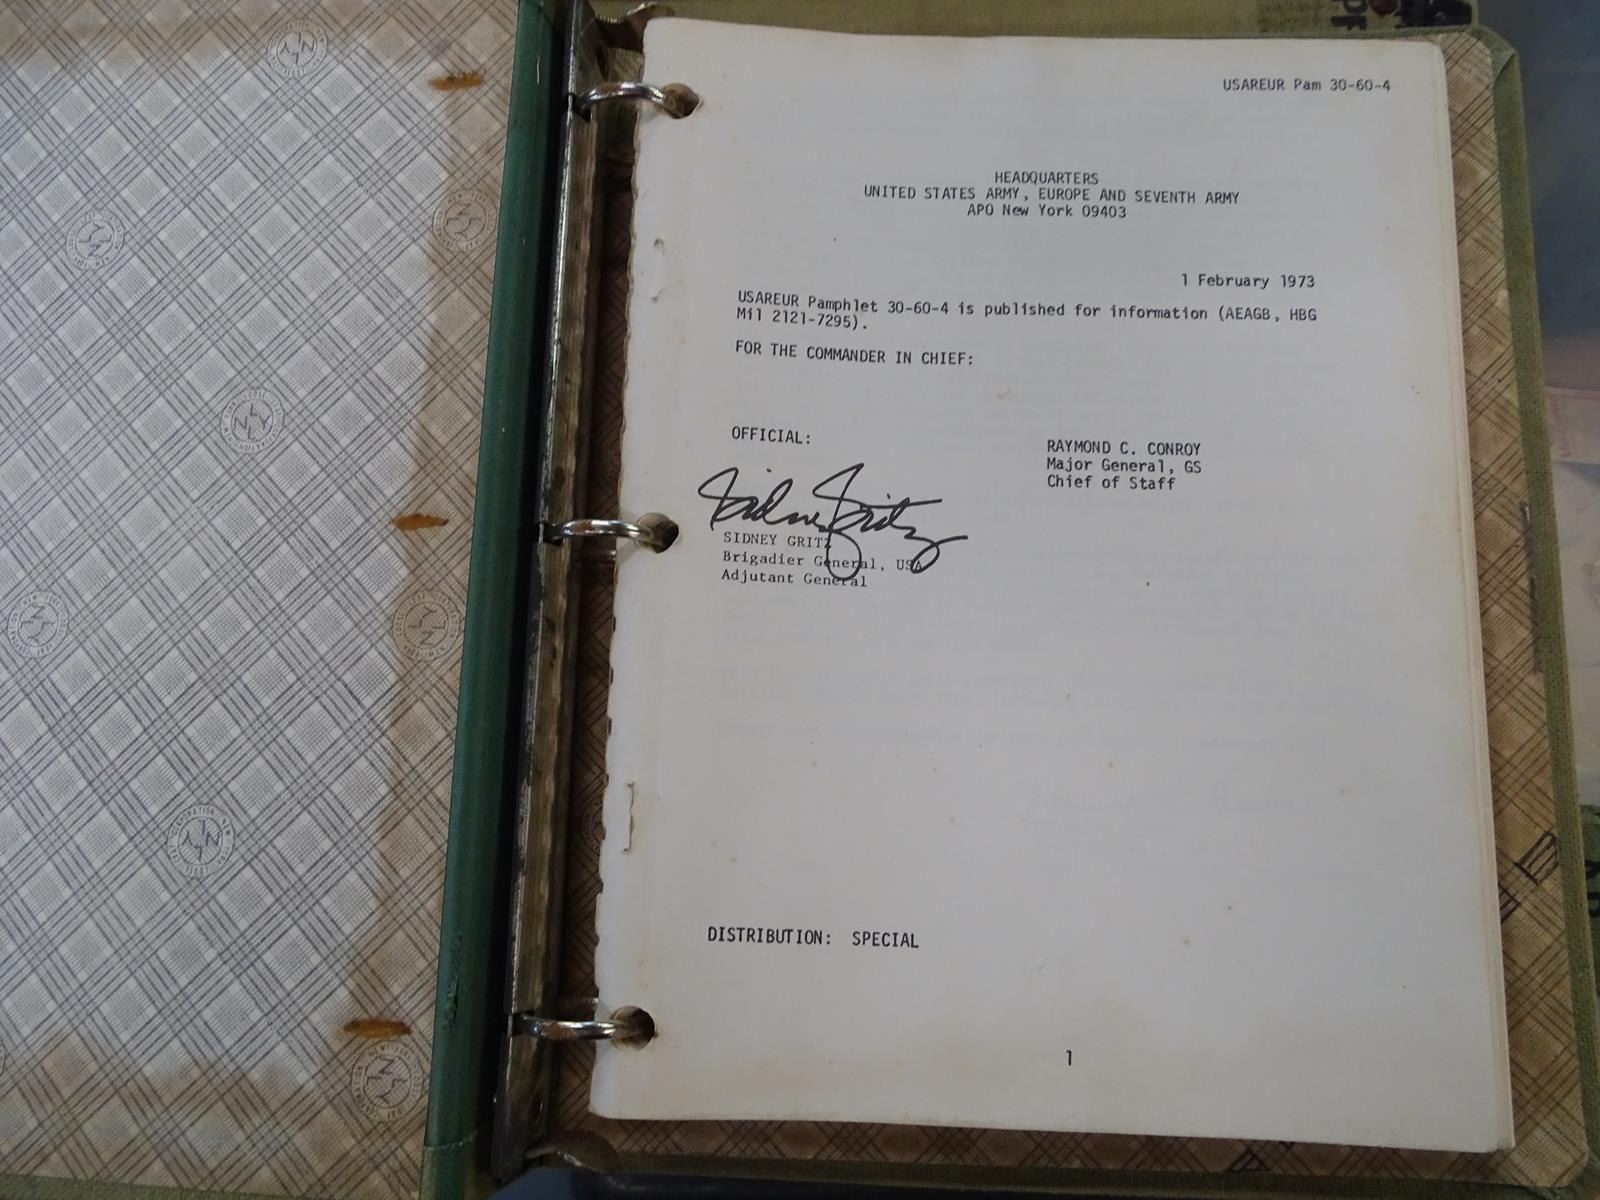 USAREUR Pam 30-60-4
HEADQUARTERS
UNITED STATES ARMY, EUROPE AND SEVENTH ARMY
APO New York 09403
1 February 1973
USAREUR Pamphlet 30-60-4 is published for information (AEAGB, HBG
Mil 2121-7295).
FOR THE COMMANDER IN CHIEF:
OFFICIAL:
RAYMOND C. CONROY
Major General, GS
Chief of Staff
Sidney Gritz
SIDNEY GRITZ
Brigadier General, USA
Adjutant General
DISTRIBUTION: SPECIAL
1